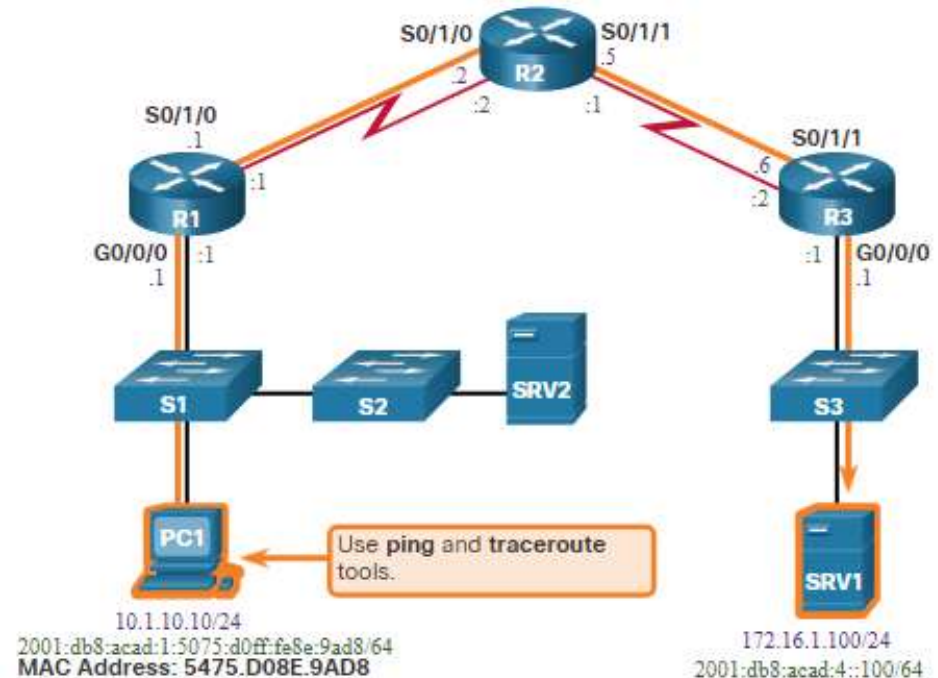 S0/1/0
S0/1/1
.5
R2
.2
:2
:1
S0/1/0
.1
S0/1/1
.6
:1
:2
R1
R3
G0/0/0
:1
:1
G0/0/0
.1
.1
SRV2
S1
S2
S3
PC1
Use ping and traceroute
tools.
SRV1
10.1.10.10/24
2001:db8:acad:1:5075:d0ff:fe8e:9ad8/64
MAC Address: 5475.D08E.9AD8
172.16.1.100/24
2001:db8:acad:4::100/64